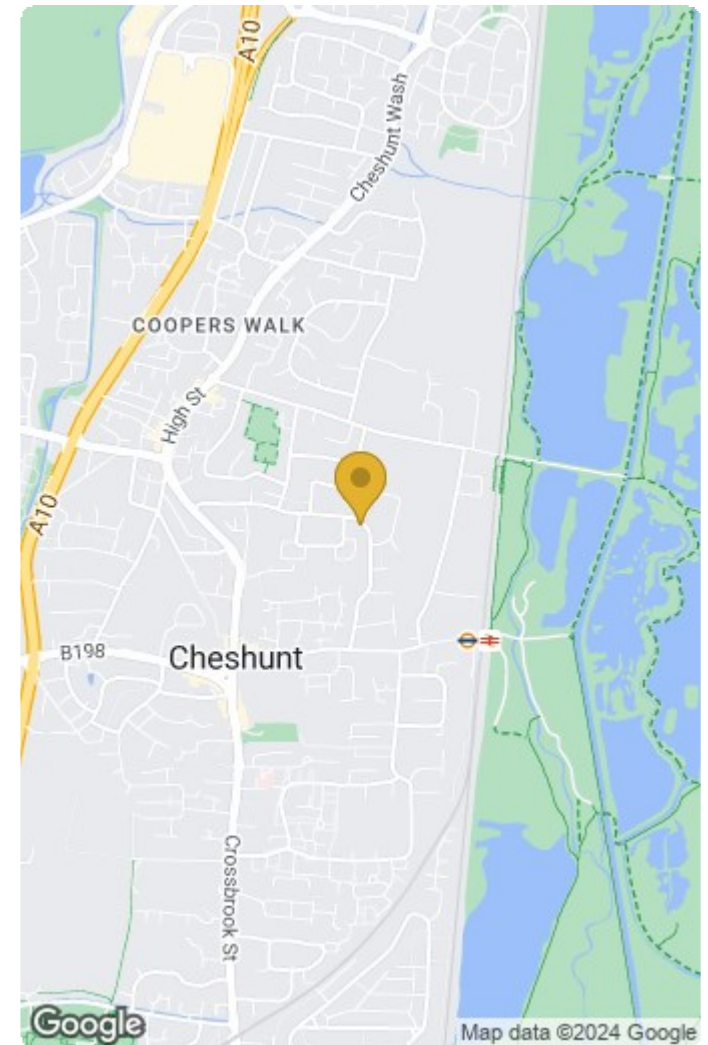 A10
Cheshunt Wash
COOPERS WALK
High St
A10
B198
Cheshunt
Crossbrook St
Google
Map data ©2024 Google